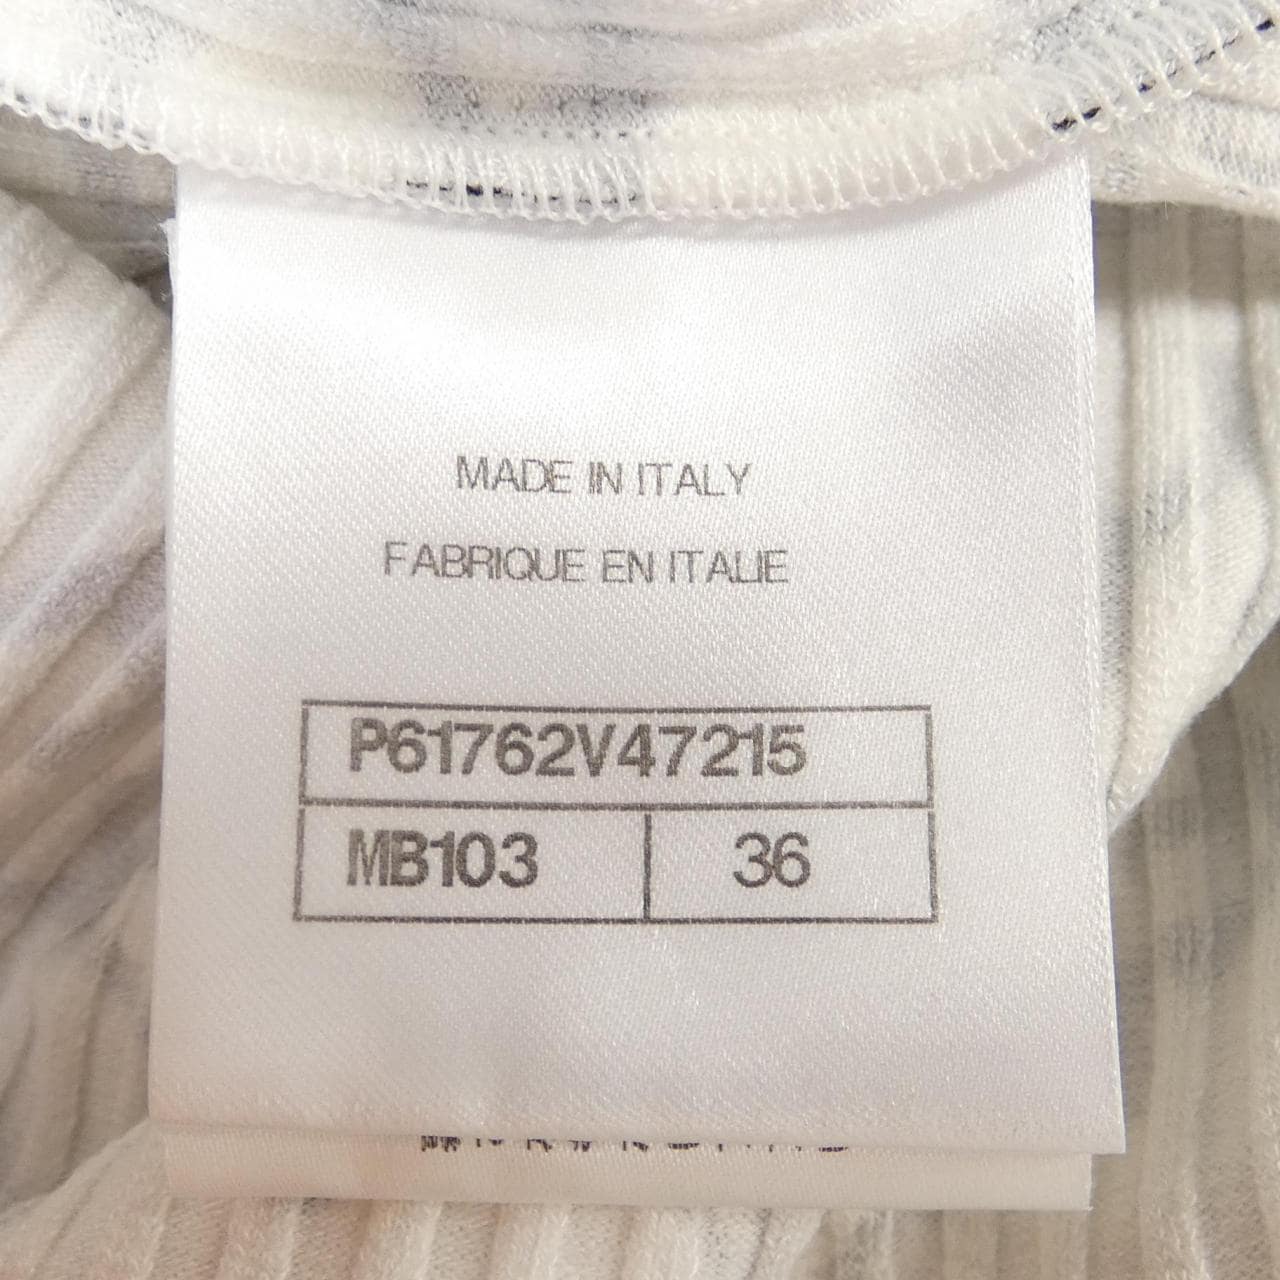 MADE IN ITALY
FABRIQUE EN ITALIE
P61762V47215
MB103 36